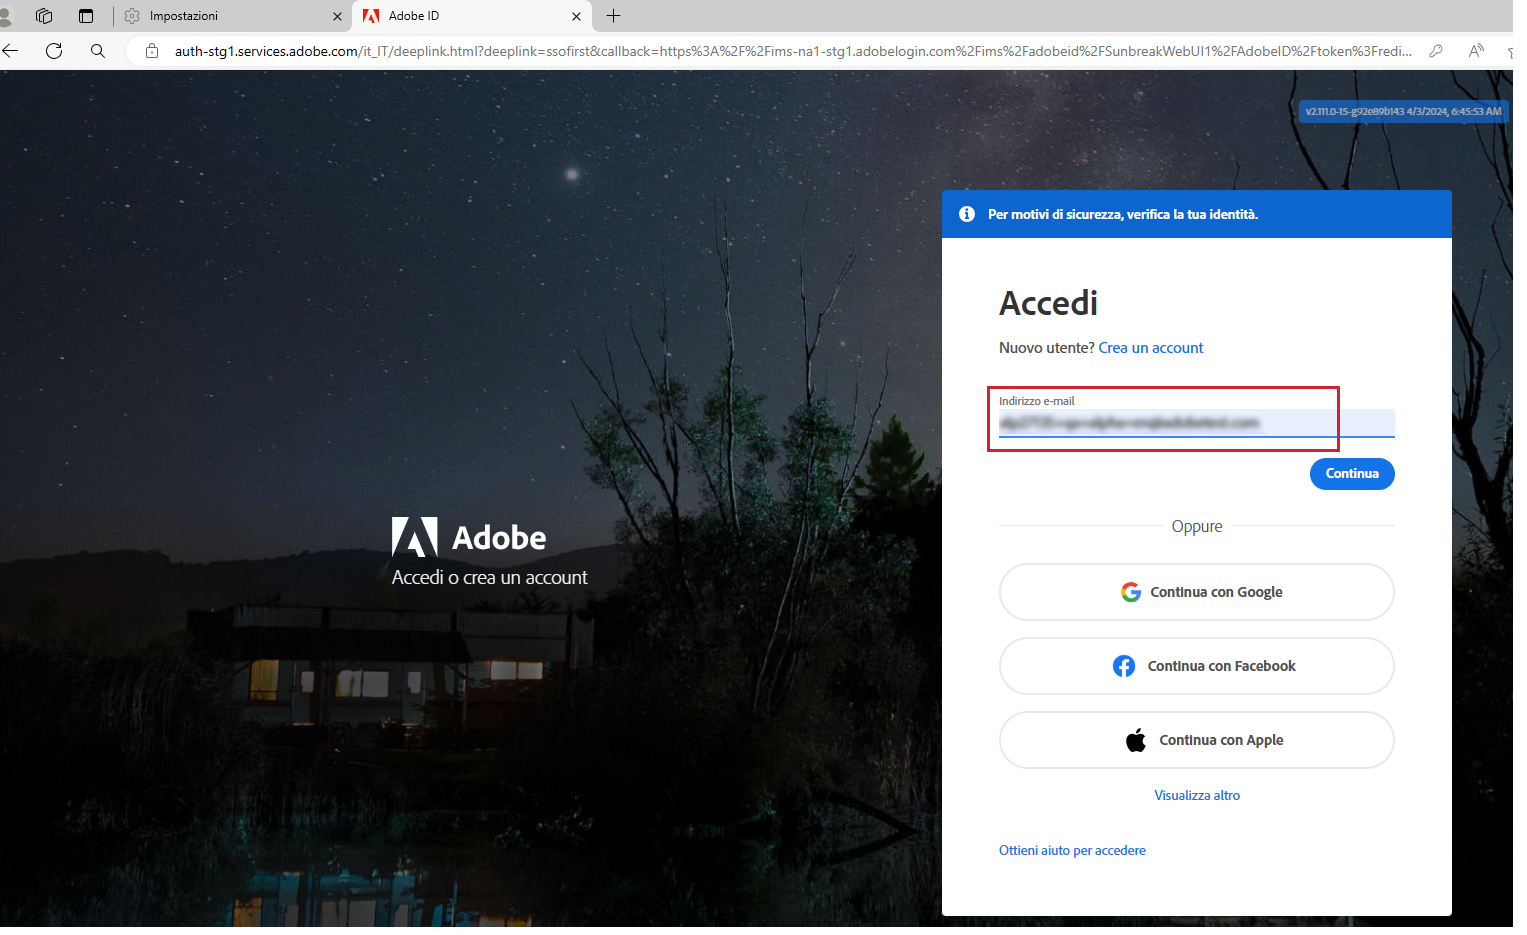 Impostazioni
Adobe ID
auth-stg1.services.adobe.com/it_IT/deeplink.html?deeplink=ssofirst&callback=https%3A%2F%2Fims-na1-stg1.adobelogin.com%2Fims%2Fadobeid%2FSunbreakWebUI1%2FAdobeID%2Ftoken%3Fredi...
v2.111.0-15-g92e89b143 4/3/2024, 6:45:53 AM
Per motivi di sicurezza, verifica la tua identità.
Accedi
Nuovo utente? Crea un account
Indirizzo e-mail
Continua
Oppure
Continua con Google
Continua con Facebook
Continua con Apple
Visualizza altro
Ottieni aiuto per accedere
Adobe
Accedi o crea un account